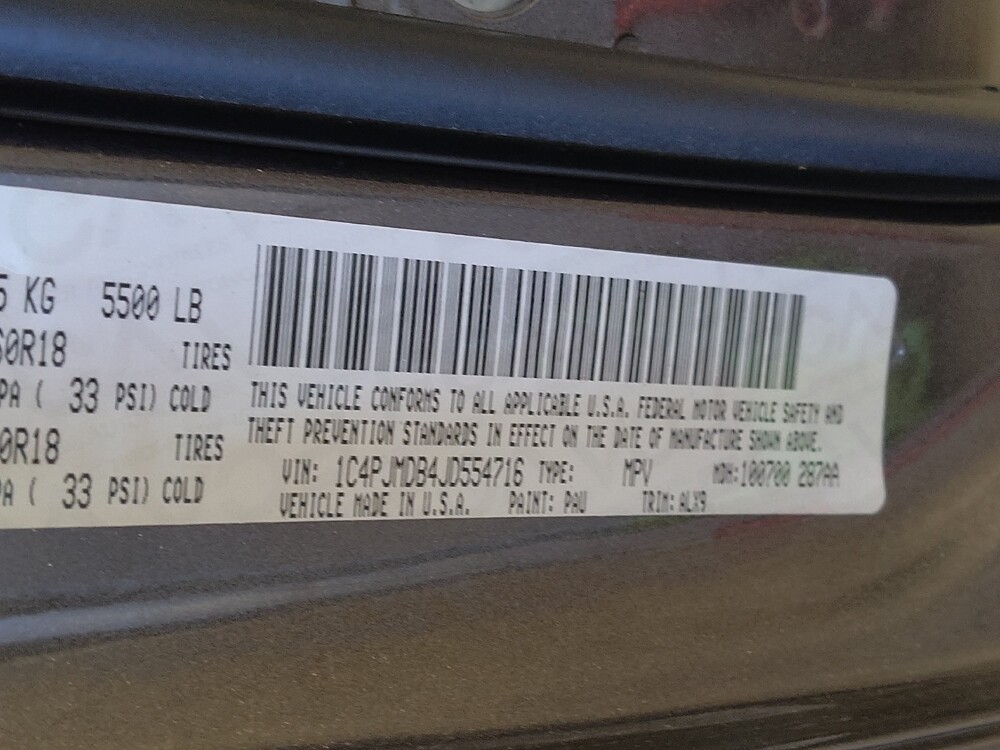 5 KG 5500 LB
60R18 TIRES
PA ( 33 PSI) COLD
0R18 TIRES
PA ( 33 PSI) COLD
THIS VEHICLE CONFORMS TO ALL APPLICABLE U.S.A. FEDERAL MOTOR VEHICLE SAFETY AND
THEFT PREVENTION STANDARDS IN EFFECT ON THE DATE OF MANUFACTURE SHOWN ABOVE.
VIN: 1C4PJMDB4JD554716 TYPE: MPV MDH:100700 287AA
VEHICLE MADE IN U.S.A. PAINT: PAU TRIM: ALX9